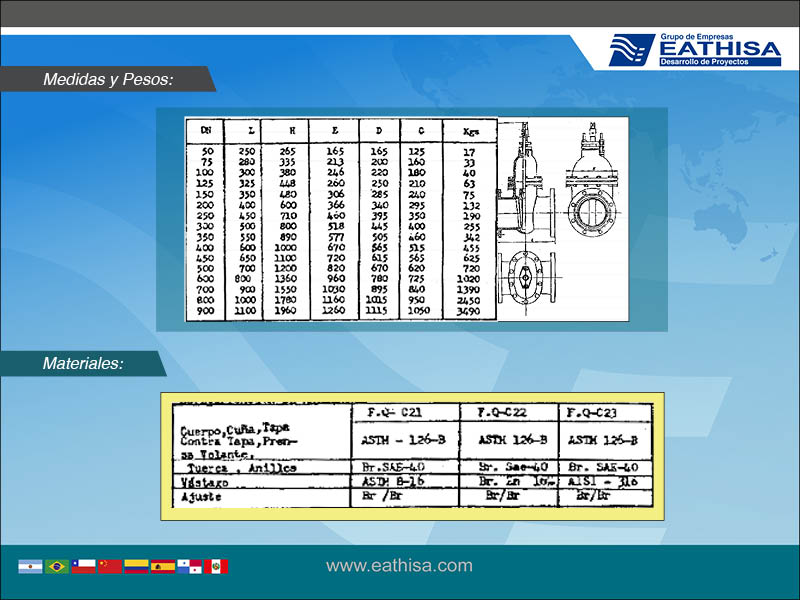 Grupo de Empresas
EATHISA
Desarrollo de Proyectos
Medidas y Pesos:
DN L H E D C Kgs
50 250 265 165 165 125 17
75 280 335 213 200 160 33
100 300 380 246 220 180 40
125 325 448 260 250 210 63
150 350 480 306 285 240 75
200 400 600 366 340 295 132
250 450 710 460 395 350 190
300 500 800 518 445 400 255
350 550 890 577 505 460 342
400 600 1000 670 565 515 455
450 650 1100 720 615 565 625
500 700 1200 820 670 620 720
600 800 1360 960 780 725 1020
700 900 1550 1030 895 840 1390
800 1000 1780 1160 1015 950 2450
900 1100 1960 1260 1115 1050 3490
Materiales:
F.Q- C21 F.Q-C22 F.Q-C23
Cuerpo,Cuña,Tapa
Contra Tapa,Pren-
sa Volante, ASTM - 126-B ASTM 126-B ASTM 126-B
Tuerca , Anillos Br.SAE-40 Br. Sae-40 Br. SAE-40
Vástago ASTM B-16 Br. AISI - 316
Ajuste Br /Br Br/Br Br/Br
www.eathisa.com